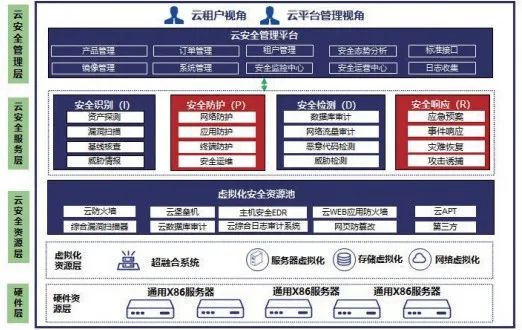 云租户视角 云平台管理视角
云安全管理层
云安全管理平台
产品管理 订单管理 租户管理 安全态势分析 标准接口
镜像管理 系统管理 安全监控中心 安全运营中心 日志收集
云安全服务层
安全识别（I） 安全防护（P） 安全检测（D） 安全响应（R）
资产探测 网络防护 数据库审计 应急预案
漏洞扫描 应用防护 网络流量审计 事件响应
基线核查 终端防护 恶意代码检测 灾难恢复
威胁情报 安全运维 威胁检测 攻击诱捕
云安全资源层
虚拟化安全资源池
云防火墙 云堡垒机 主机安全EDR 云WEB应用防火墙 云APT
综合漏洞扫描器 云数据库审计 云综合日志审计系统 网页防篡改 第三方
虚拟化资源层 超融合系统 服务器虚拟化 存储虚拟化 网络虚拟化
硬件层
硬件资源层
通用X86服务器 通用X86服务器 通用X86服务器